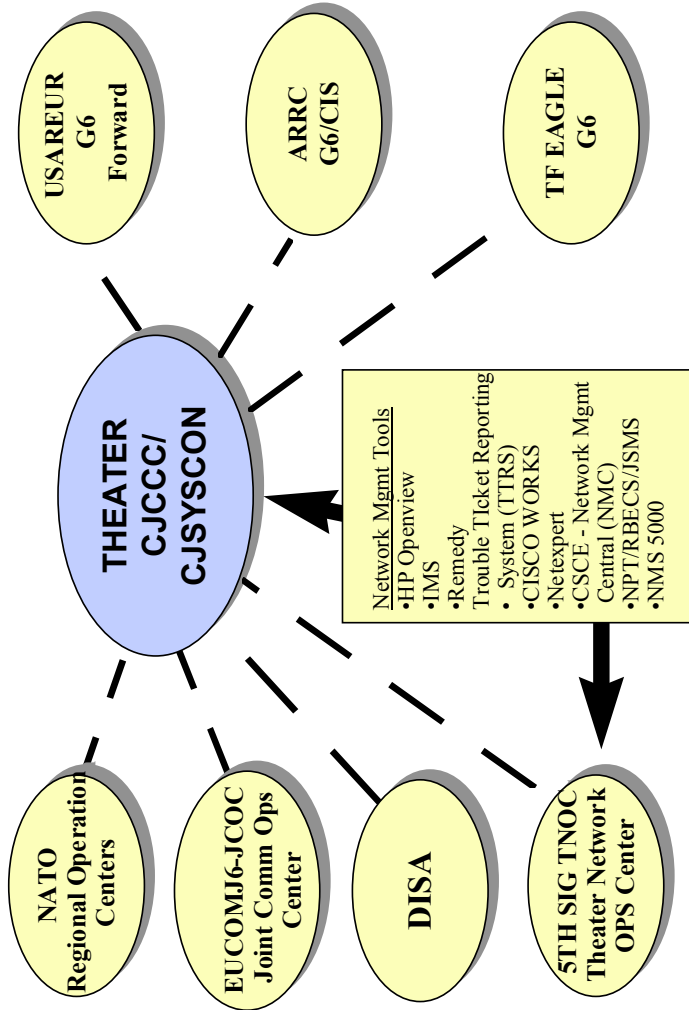 NATO
Regional Operation
Centers
EUCOMJ6-JCOC
Joint Comm Ops
Center
DISA
5TH SIG TNOC
Theater Network
OPS Center
THEATER
CJCCC/
CJSYSCON
Network Mgmt Tools
•HP Openview
•IMS
•Remedy
Trouble TIcket Reporting
• System (TTRS)
•CISCO WORKS
•Netexpert
•CSCE - Network Mgmt
Central (NMC)
•NPT/RBECS/JSMS
•NMS 5000
USAREUR
G6
Forward
ARRC
G6/CIS
TF EAGLE
G6